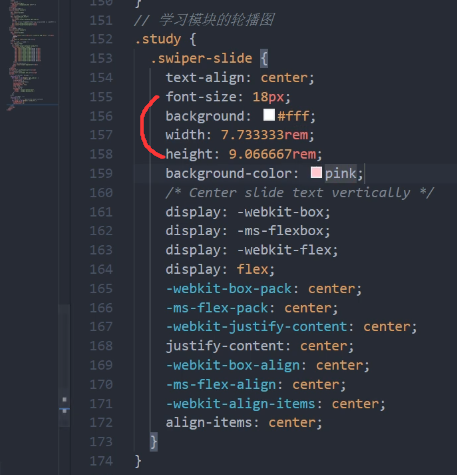 150 }
151 // 学习模块的轮播图
152 .study {
153 .swiper-slide {
154 text-align: center;
155 font-size: 18px;
156 background: #fff;
157 width: 7.733333rem;
158 height: 9.066667rem;
159 background-color: pink;
160 /* Center slide text vertically */
161 display: -webkit-box;
162 display: -ms-flexbox;
163 display: -webkit-flex;
164 display: flex;
165 -webkit-box-pack: center;
166 -ms-flex-pack: center;
167 -webkit-justify-content: center;
168 justify-content: center;
169 -webkit-box-align: center;
170 -ms-flex-align: center;
171 -webkit-align-items: center;
172 align-items: center;
173 }
174 }